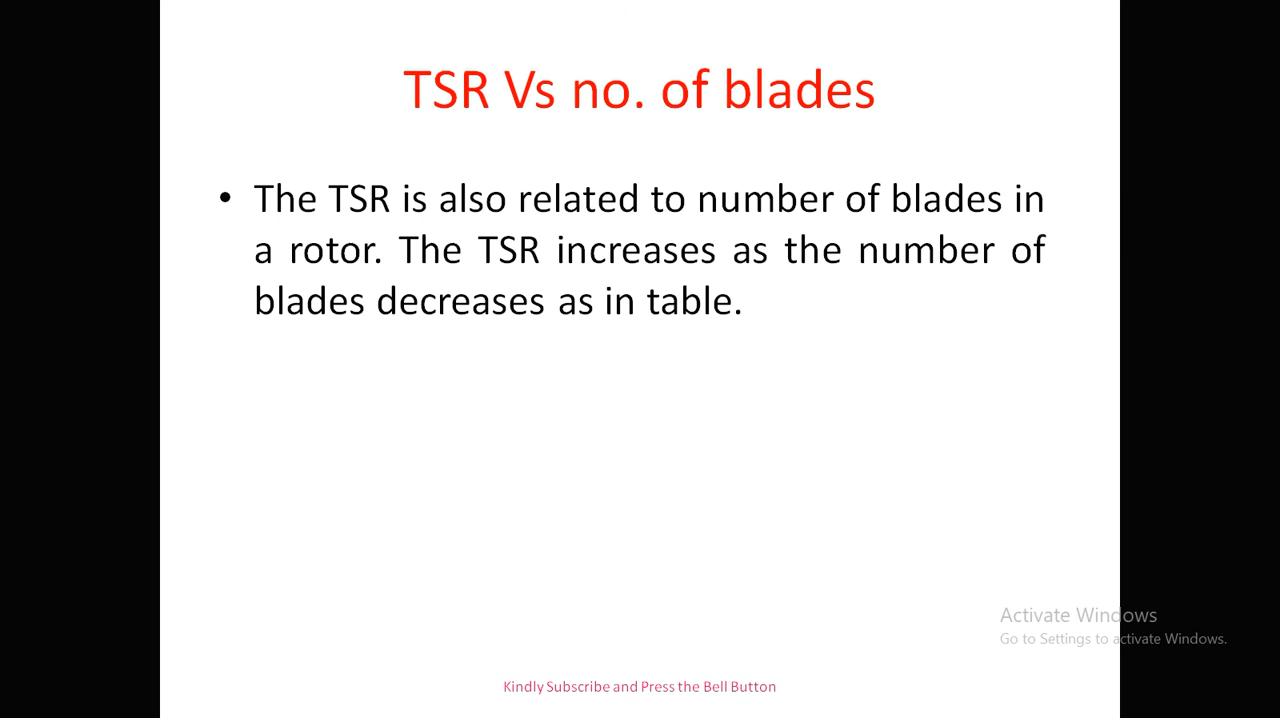 TSR Vs no. of blades
• The TSR is also related to number of blades in
a rotor. The TSR increases as the number of
blades decreases as in table.
Activate Windows
Go to Settings to activate Windows.
Kindly Subscribe and Press the Bell Button